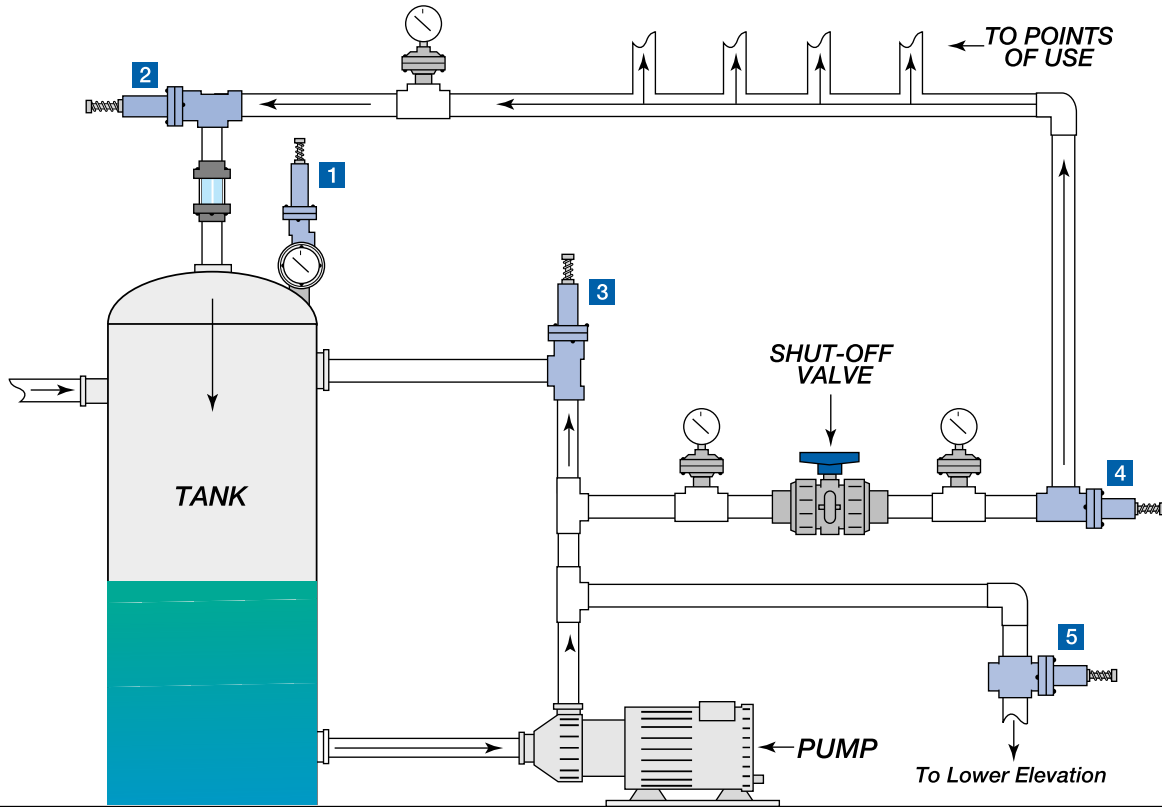 TO POINTS
OF USE
2
1
3
SHUT-OFF
VALVE
4
TANK
5
PUMP
To Lower Elevation